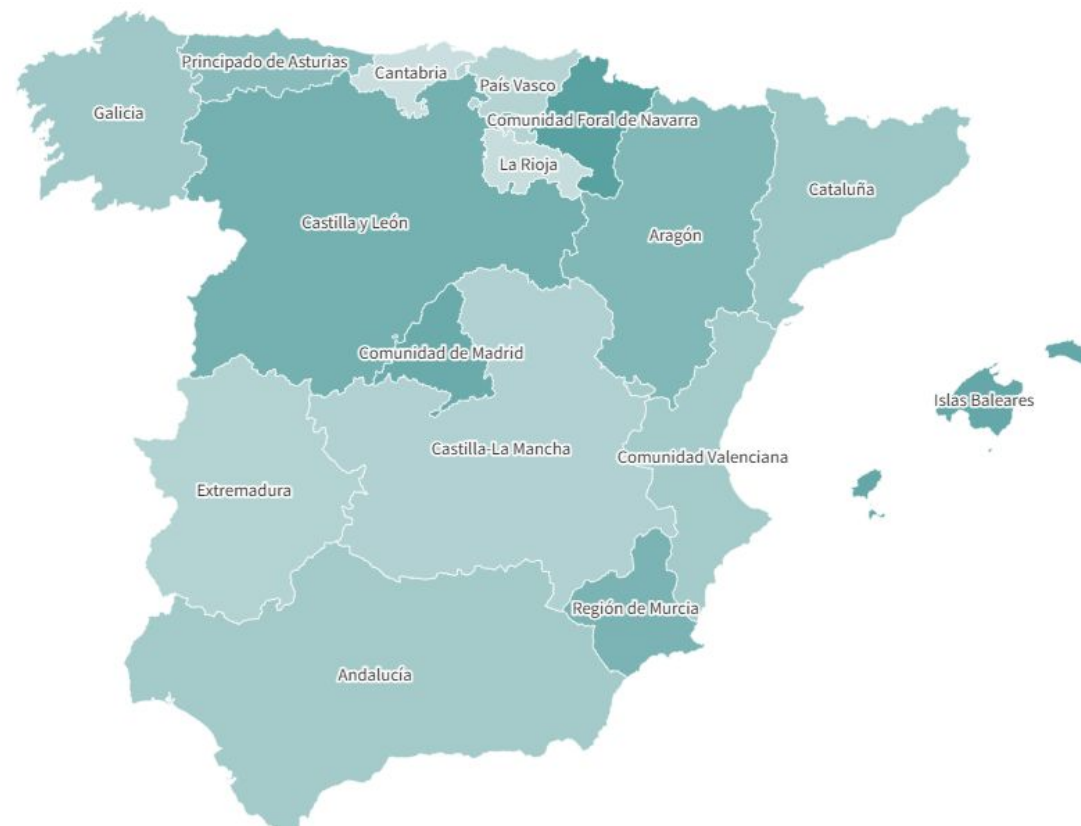 Principado de Asturias
Cantabria
País Vasco
Galicia
Comunidad Foral de Navarra
La Rioja
Cataluña
Castilla y León
Aragón
Comunidad de Madrid
Islas Baleares
Castilla-La Mancha
Comunidad Valenciana
Extremadura
Región de Murcia
Andalucía